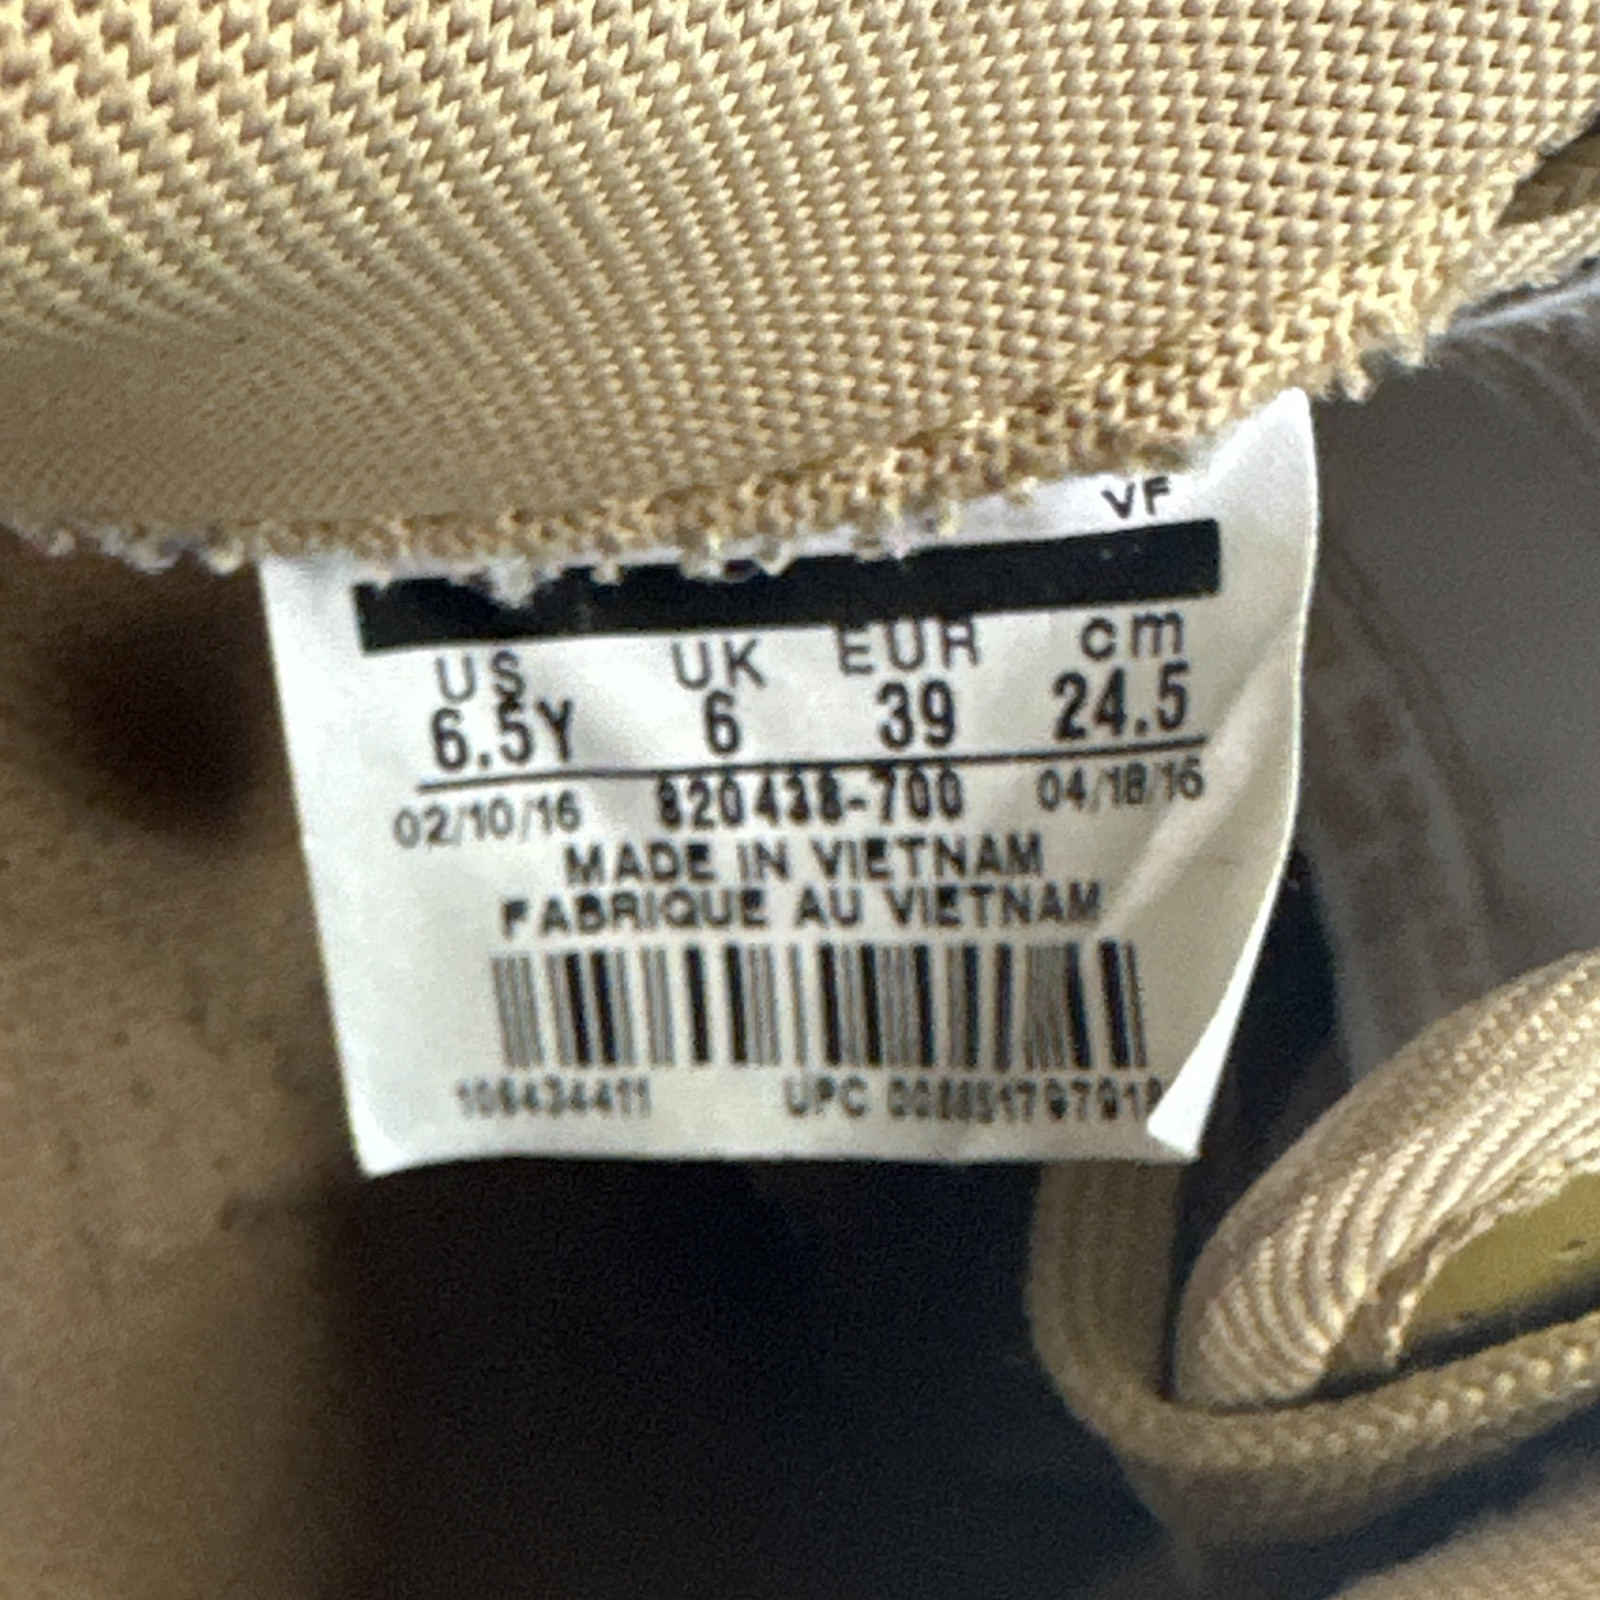 VF
US UK EUR cm
6.5Y 6 39 24.5
02/10/16 820438-700 04/18/16
MADE IN VIETNAM
FABRIQUE AU VIETNAM
UPC